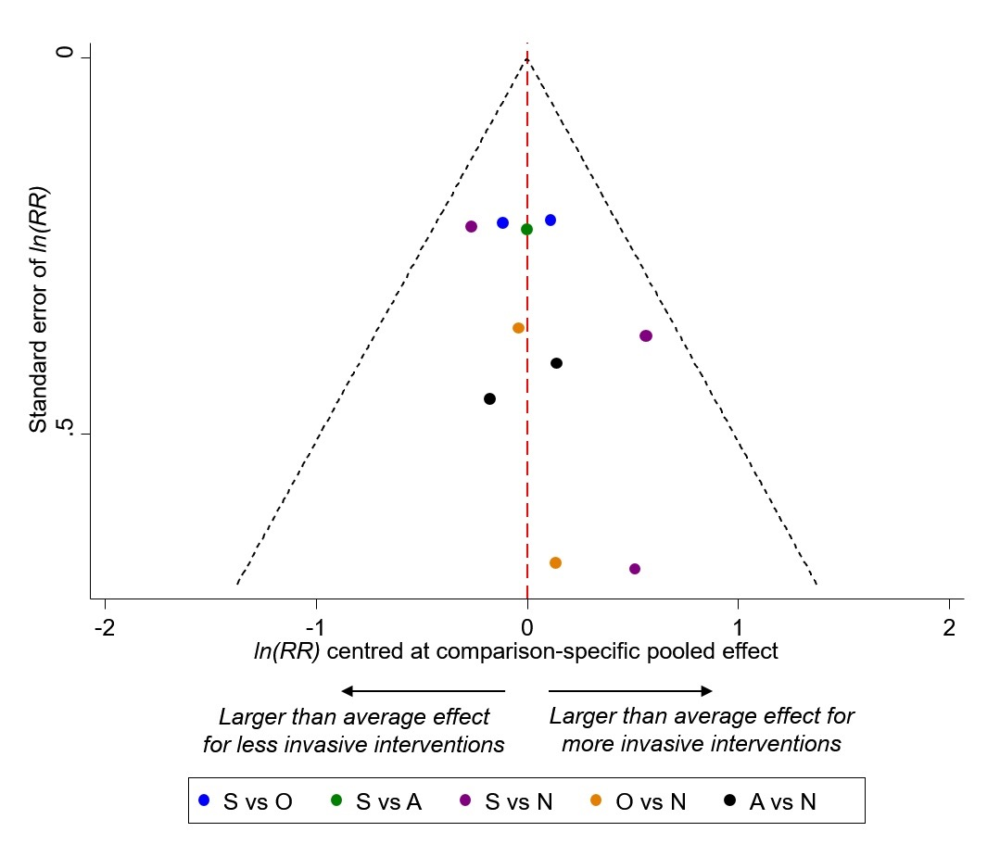 0
.5
Standard error of ln(RR)
-2 -1 0 1 2
ln(RR) centred at comparison-specific pooled effect
Larger than average effect
for less invasive interventions
Larger than average effect for
more invasive interventions
S vs O S vs A S vs N O vs N A vs N